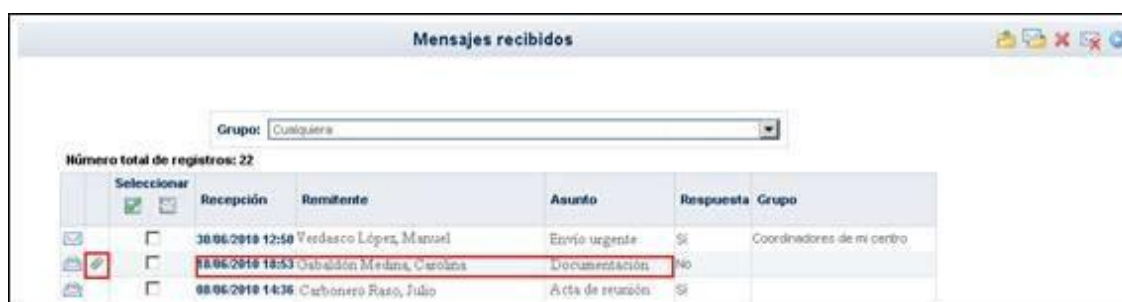 Mensajes recibidos
Grupo: Cualquiera
Número total de registros: 22
Seleccionar
Recepción Remitente Asunto Respuesta Grupo
30/06/2010 12:50 Verdasco López, Manuel Envío urgente Sí Coordinadores de mi centro
18/06/2010 18:53 Gabaldón Medina, Carolina Documentación No
08/06/2010 14:36 Carbonero Raso, Julio Acta de reunión Sí